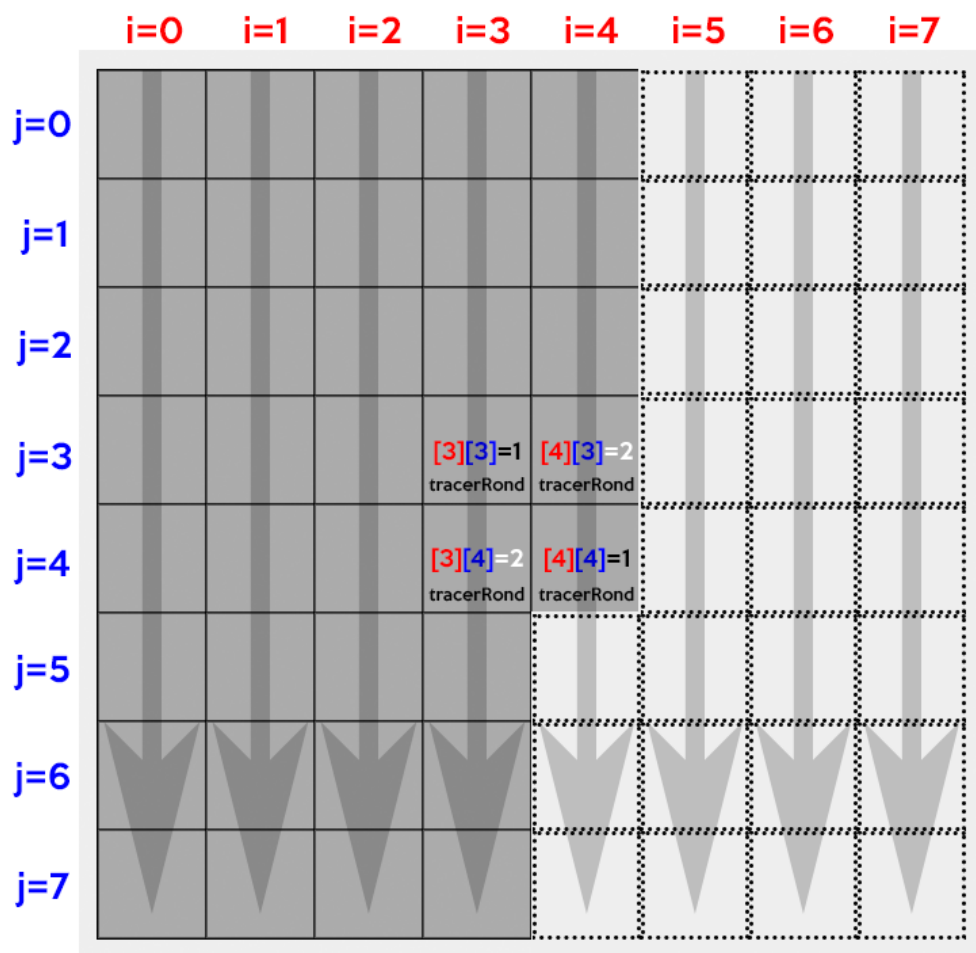 i=0 i=1 i=2 i=3 i=4 i=5 i=6 i=7
j=0
j=1
j=2
j=3
[3][3]=1 [4][3]=2
tracerRond tracerRond
j=4
[3][4]=2 [4][4]=1
tracerRond tracerRond
j=5
j=6
j=7